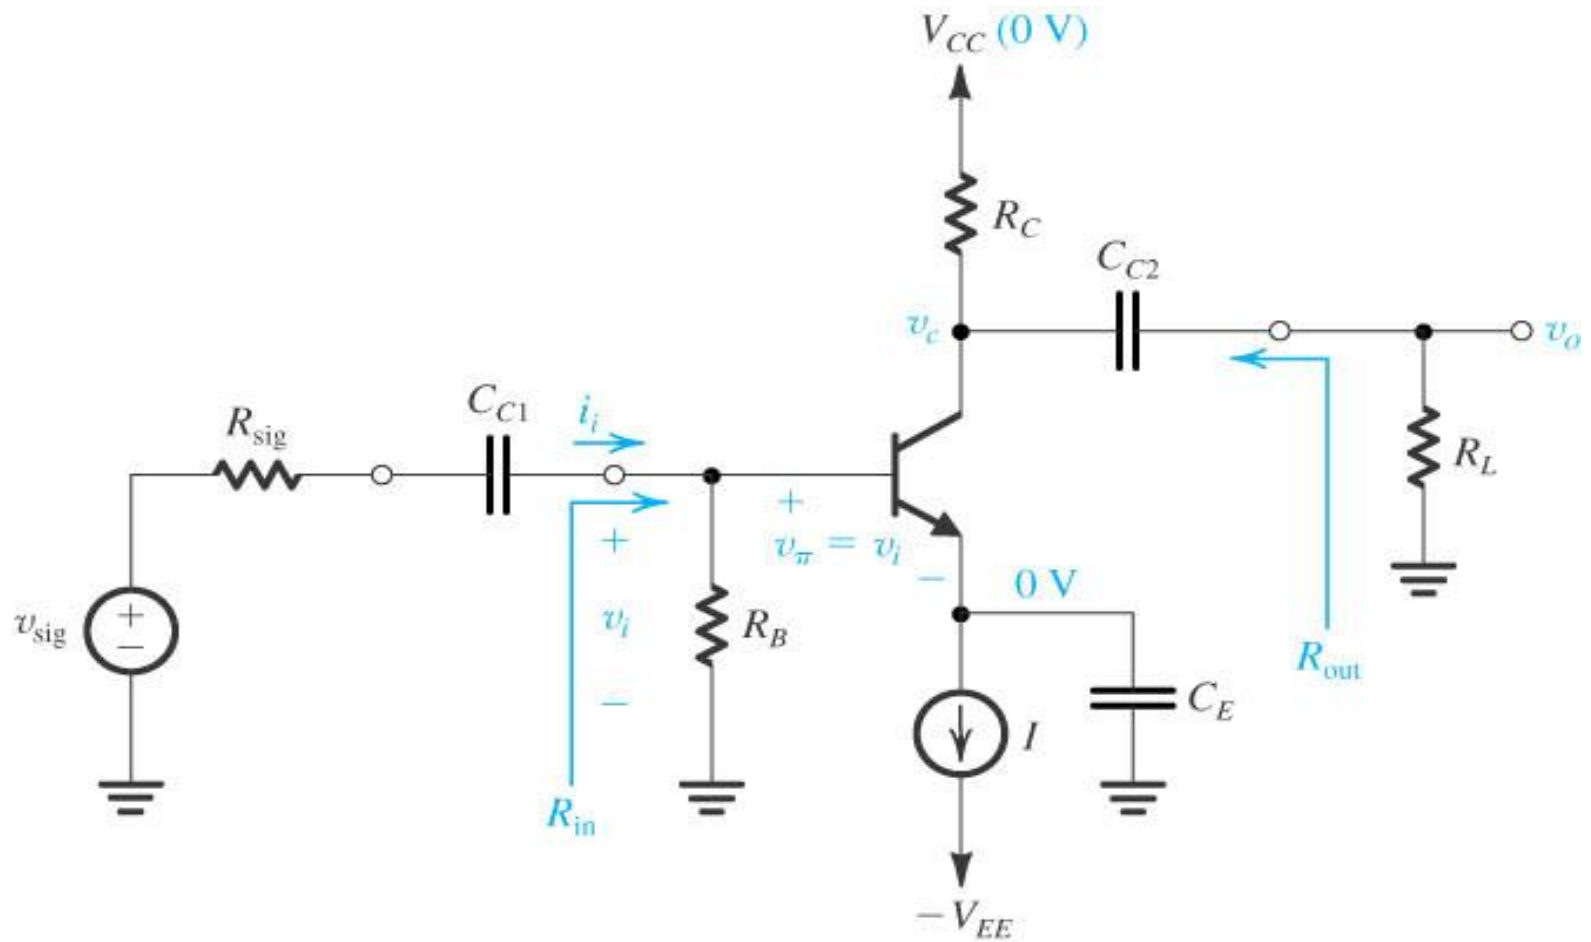 V_CC (0 V)
R_C
C_C2
v_c
v_o
C_C1
i_i
R_sig
R_L
+
v_π = v_i
−
+
0 V
v_sig
+
−
v_i
R_B
R_out
−
C_E
I
R_in
−V_EE